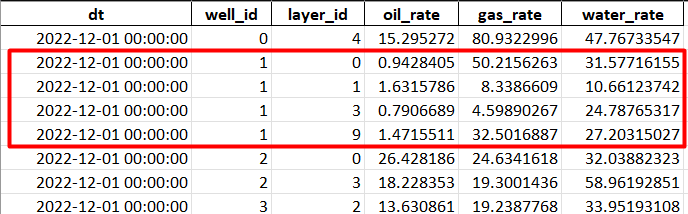 dt well_id layer_id oil_rate gas_rate water_rate
2022-12-01 00:00:00 0 4 15.295272 80.9322996 47.76733547
2022-12-01 00:00:00 1 0 0.9428405 50.2156263 31.57716155
2022-12-01 00:00:00 1 1 1.6315786 8.3386609 10.66123742
2022-12-01 00:00:00 1 3 0.7906689 4.59890267 24.78765317
2022-12-01 00:00:00 1 9 1.4715511 32.5016887 27.20315027
2022-12-01 00:00:00 2 0 26.428186 24.6341618 32.03882323
2022-12-01 00:00:00 2 3 18.228353 19.3001436 58.96192851
2022-12-01 00:00:00 3 2 13.630861 19.2387768 33.95193108